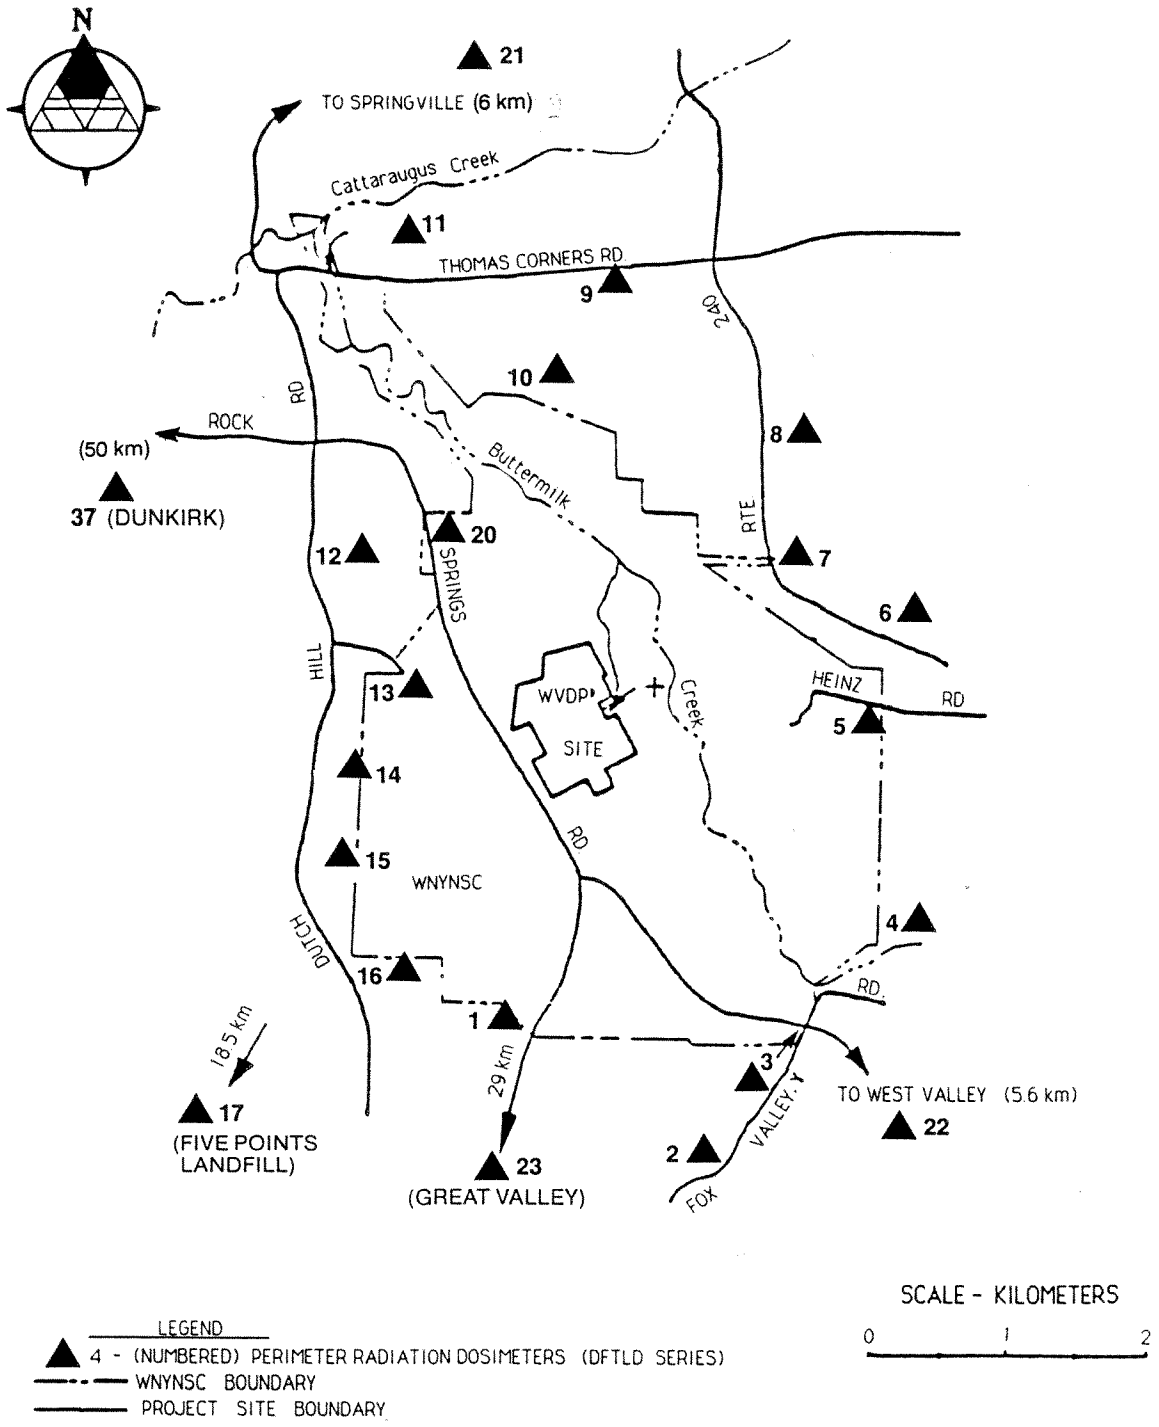 N
21
TO SPRINGVILLE (6 km)
Cattaraugus Creek
11
THOMAS CORNERS RD.
9
240
10
RD
ROCK
8
(50 km)
Buttermilk
37 (DUNKIRK)
RTE.
20
12
7
SPRINGS
6
HILL
13
WVDP
+
SITE
Creek
HEINZ
RD
5
14
15
RD.
WNYNSC
4
DUTCH
16
RD.
1
18.5 km
29 km
3
VALLEY
TO WEST VALLEY (5.6 km)
17
22
(FIVE POINTS
LANDFILL)
2
23
(GREAT VALLEY)
FOX
SCALE - KILOMETERS
0 1 2
LEGEND
4 - (NUMBERED) PERIMETER RADIATION DOSIMETERS (DFTLD SERIES)
WNYNSC BOUNDARY
PROJECT SITE BOUNDARY